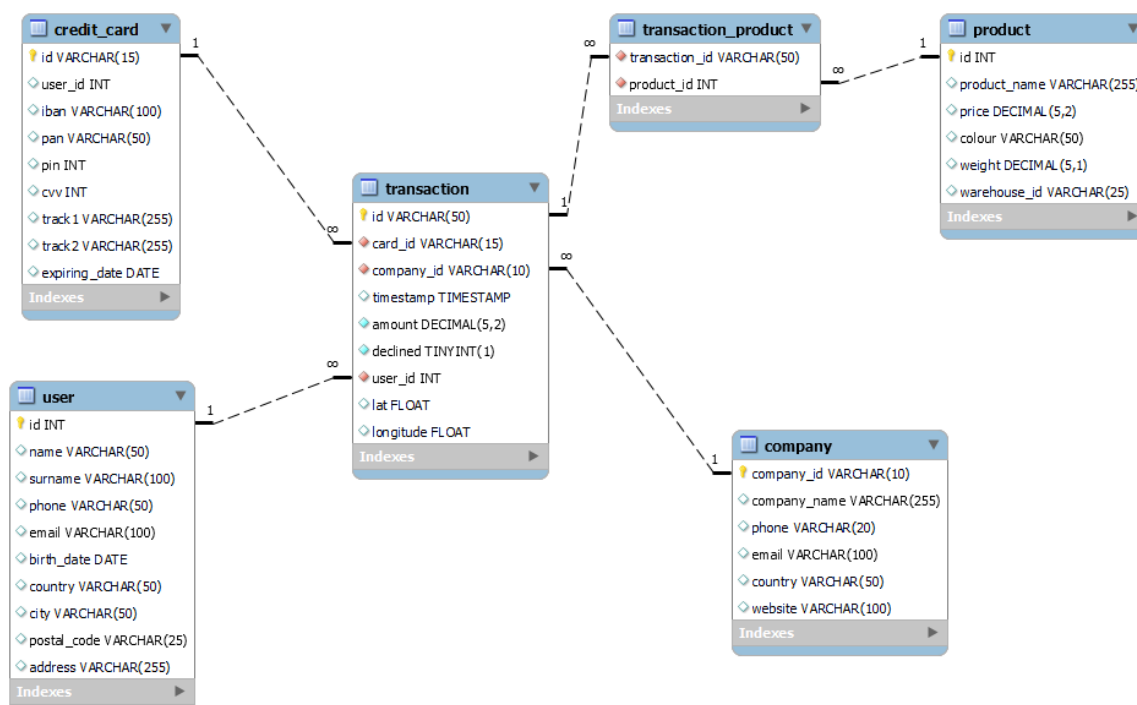 credit_card
id VARCHAR(15)
user_id INT
iban VARCHAR(100)
pan VARCHAR(50)
pin INT
cvv INT
track1 VARCHAR(255)
track2 VARCHAR(255)
expiring_date DATE
Indexes
1
∞
transaction_product
transaction_id VARCHAR(50)
product_id INT
Indexes
∞
∞
1
product
id INT
product_name VARCHAR(255)
price DECIMAL(5,2)
colour VARCHAR(50)
weight DECIMAL(5,1)
warehouse_id VARCHAR(25)
Indexes
transaction
id VARCHAR(50)
card_id VARCHAR(15)
company_id VARCHAR(10)
timestamp TIMESTAMP
amount DECIMAL(5,2)
declined TINYINT(1)
user_id INT
lat FLOAT
longitude FLOAT
Indexes
1
∞
∞
1
user
id INT
name VARCHAR(50)
surname VARCHAR(100)
phone VARCHAR(50)
email VARCHAR(100)
birth_date DATE
country VARCHAR(50)
city VARCHAR(50)
postal_code VARCHAR(25)
address VARCHAR(255)
Indexes
1
company
company_id VARCHAR(10)
company_name VARCHAR(255)
phone VARCHAR(20)
email VARCHAR(100)
country VARCHAR(50)
website VARCHAR(100)
Indexes